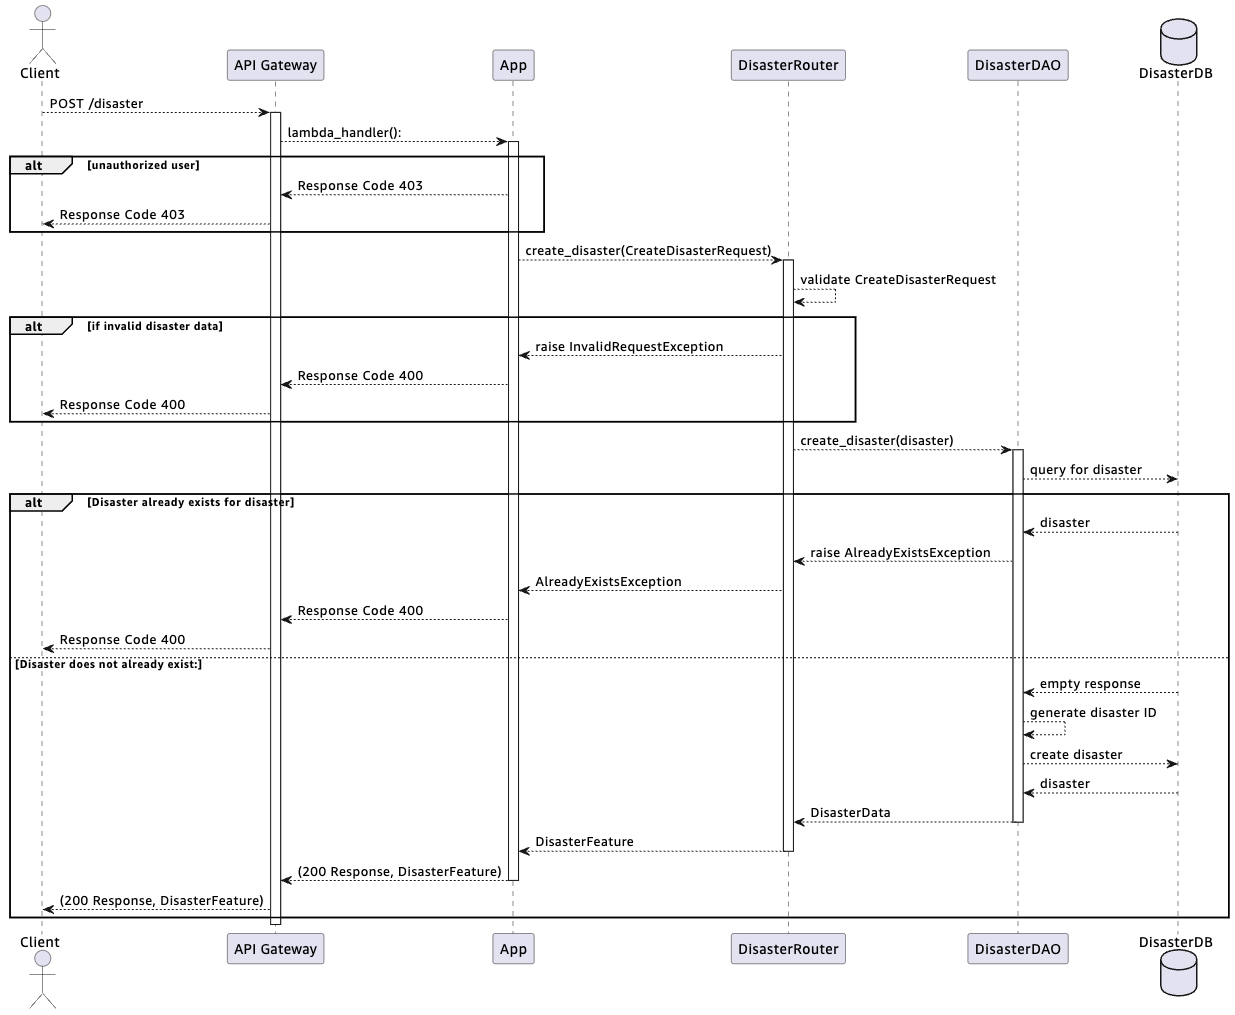 Client
API Gateway
App
DisasterRouter
DisasterDAO
DisasterDB
POST /disaster
lambda_handler():
alt
[unauthorized user]
Response Code 403
Response Code 403
create_disaster(CreateDisasterRequest)
validate CreateDisasterRequest
alt
[if invalid disaster data]
raise InvalidRequestException
Response Code 400
Response Code 400
create_disaster(disaster)
query for disaster
alt
[Disaster already exists for disaster]
disaster
raise AlreadyExistsException
AlreadyExistsException
Response Code 400
Response Code 400
[Disaster does not already exist:]
empty response
generate disaster ID
create disaster
disaster
DisasterData
DisasterFeature
(200 Response, DisasterFeature)
(200 Response, DisasterFeature)
Client
API Gateway
App
DisasterRouter
DisasterDAO
DisasterDB